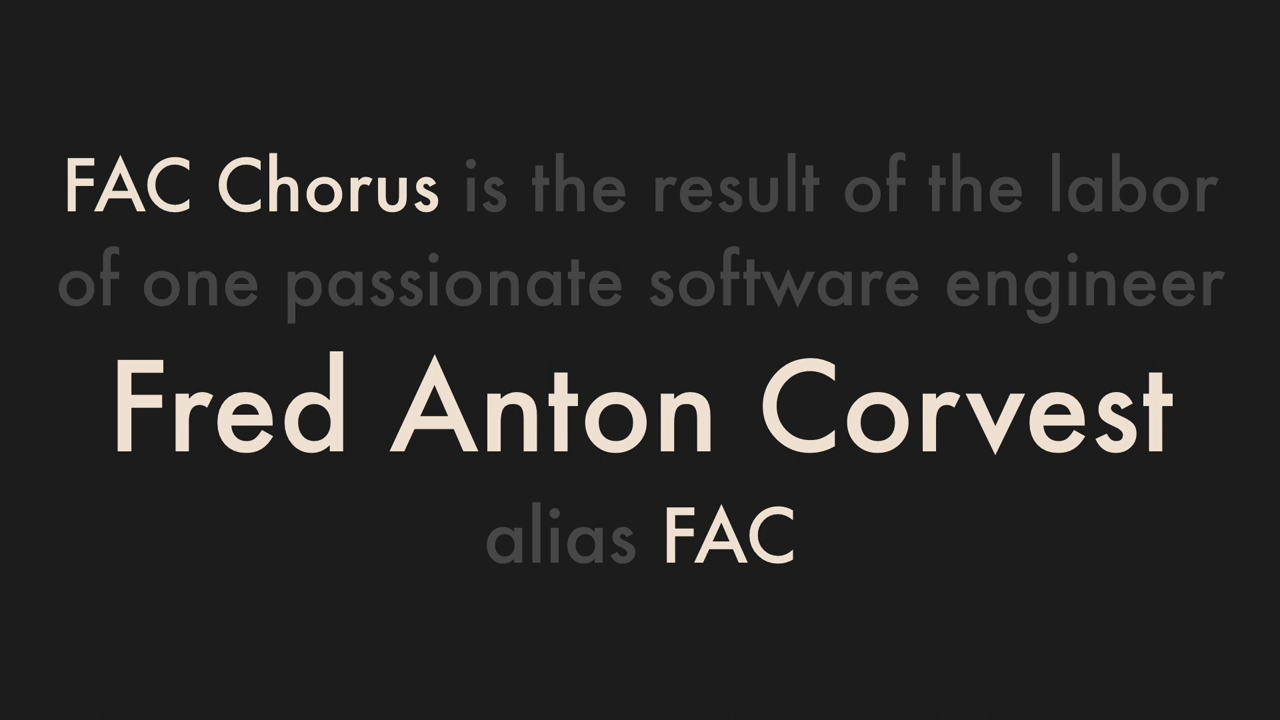 FAC Chorus is the result of the labor
of one passionate software engineer
Fred Anton Corvest
alias FAC